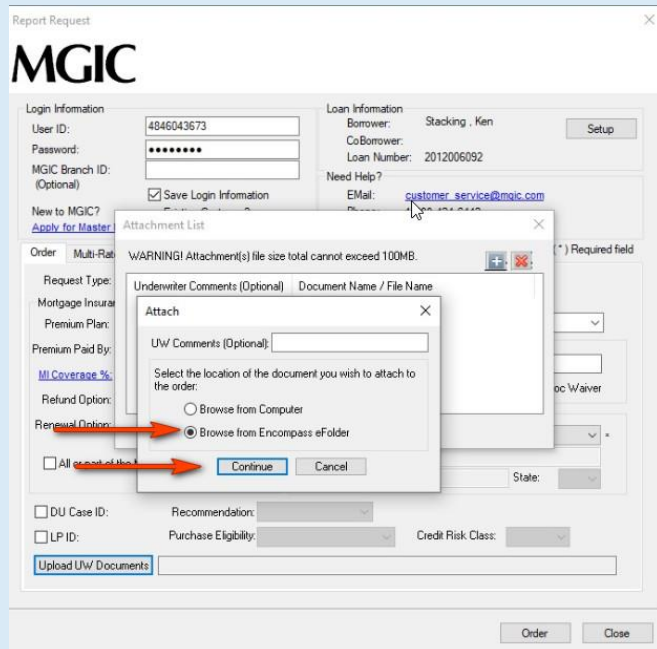 Report Request
MGIC
Login Information
User ID: 4846043673
Password: ••••••••
MGIC Branch ID:
(Optional)
Save Login Information
New to MGIC?
Apply for Master
Loan Information
Borrower: Stacking , Ken
CoBorrower:
Loan Number: 2012006092
Setup
Need Help?
EMail: customer_service@mgic.com
Order Multi-Rat
(*) Required field
Request Type:
Mortgage Insuran
Premium Plan:
Premium Paid By:
MI Coverage %:
Refund Option:
Renewal Option:
oc Waiver
All or part of the
State:
Attachment List
WARNING! Attachment(s) file size total cannot exceed 100MB.
Underwriter Comments (Optional) Document Name / File Name
Attach
UW Comments (Optional):
Select the location of the document you wish to attach to
the order:
Browse from Computer
Browse from Encompass eFolder
Continue Cancel
DU Case ID: Recommendation:
LP ID: Purchase Eligibility: Credit Risk Class:
Upload UW Documents
Order Close